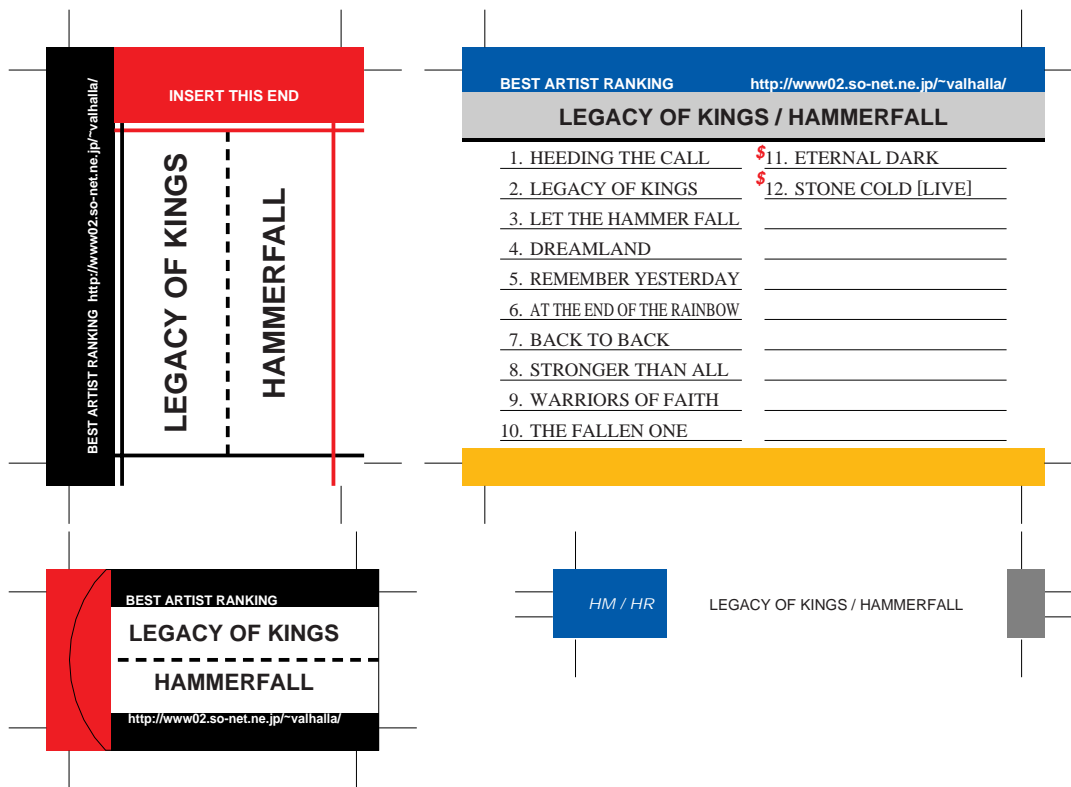 INSERT THIS END
BEST ARTIST RANKING http://www02.so-net.ne.jp/~valhalla/
LEGACY OF KINGS
HAMMERFALL
BEST ARTIST RANKING http://www02.so-net.ne.jp/~valhalla/
LEGACY OF KINGS / HAMMERFALL
1. HEEDING THE CALL
2. LEGACY OF KINGS
3. LET THE HAMMER FALL
4. DREAMLAND
5. REMEMBER YESTERDAY
6. AT THE END OF THE RAINBOW
7. BACK TO BACK
8. STRONGER THAN ALL
9. WARRIORS OF FAITH
10. THE FALLEN ONE
$11. ETERNAL DARK
$12. STONE COLD [LIVE]
BEST ARTIST RANKING
LEGACY OF KINGS
HAMMERFALL
http://www02.so-net.ne.jp/~valhalla/
HM / HR
LEGACY OF KINGS / HAMMERFALL